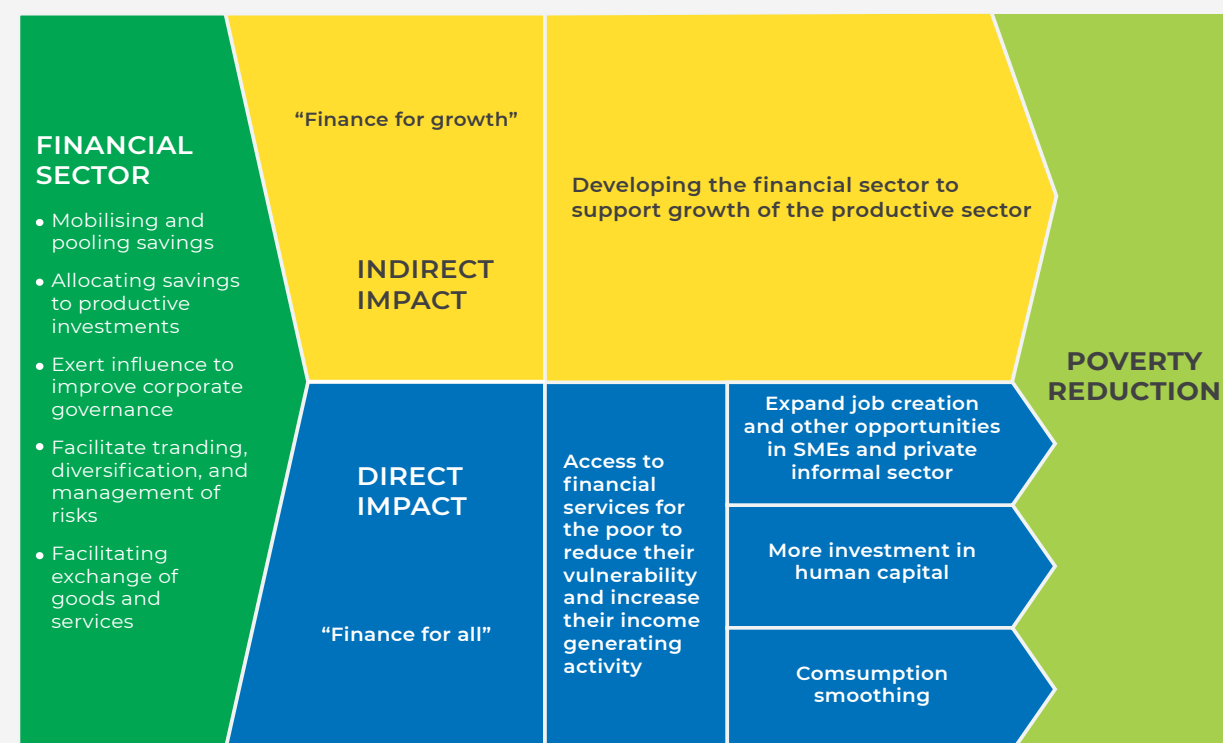 FINANCIAL
SECTOR
• Mobilising and
pooling savings
• Allocating savings
to productive
investments
• Exert influence to
improve corporate
governance
• Facilitate tranding,
diversification, and
management of
risks
• Facilitating
exchange of
goods and
services
“Finance for growth”
INDIRECT
IMPACT
Developing the financial sector to
support growth of the productive sector
DIRECT
IMPACT
“Finance for all”
Access to
financial
services for
the poor to
reduce their
vulnerability
and increase
their income
generating
activity
Expand job creation
and other opportunities
in SMEs and private
informal sector
More investment in
human capital
Comsumption
smoothing
POVERTY
REDUCTION